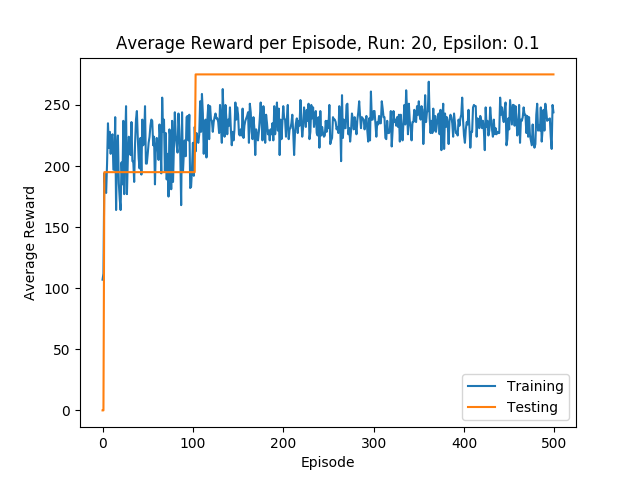 Average Reward per Episode, Run: 20, Epsilon: 0.1
Average Reward
250
200
150
100
50
0
0 100 200 300 400 500
Episode
Training
Testing